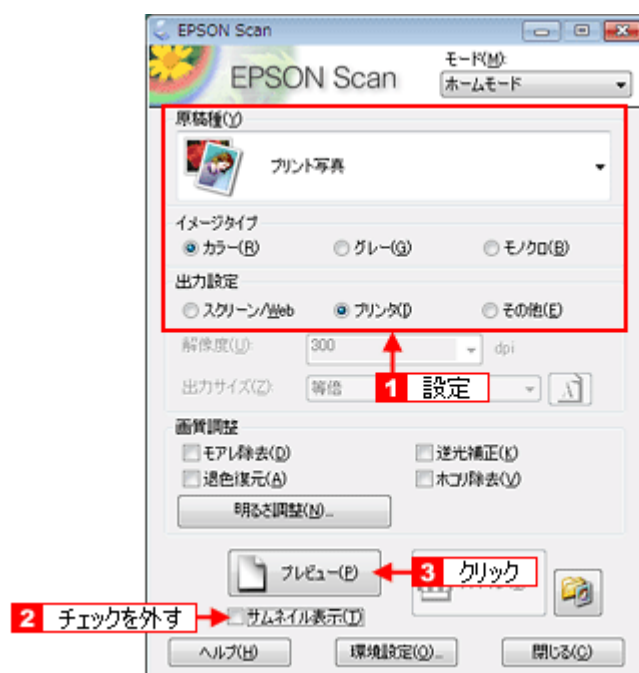 EPSON Scan
EPSON Scan
モード(M):
ホームモード
原稿種(Y)
プリント写真
イメージタイプ
カラー(R) グレー(G) モノクロ(B)
出力設定
スクリーン/Web プリンタ(I) その他(E)
解像度(U): 300 dpi
出力サイズ(Z): 等倍
1 設定
画質調整
モアレ除去(D) 逆光補正(K)
退色復元(A) ホコリ除去(V)
明るさ調整(N)...
プレビュー(P)
3 クリック
2 チェックを外す
サムネイル表示(T)
ヘルプ(H) 環境設定(O)... 閉じる(C)